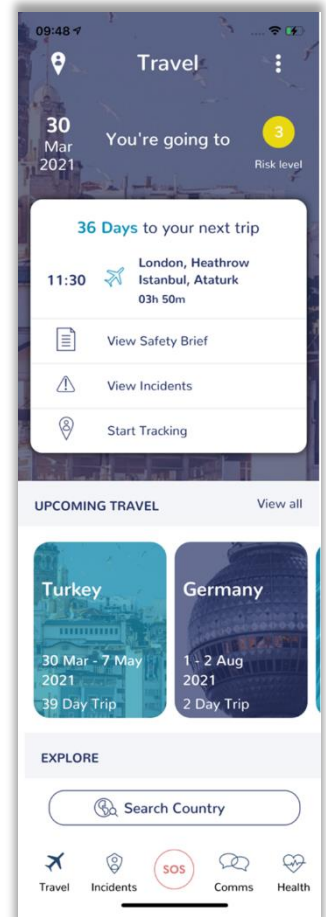 09:48
Travel
30
Mar
2021
You're going to
3
Risk level
36 Days to your next trip
11:30
London, Heathrow
Istanbul, Ataturk
03h 50m
View Safety Brief
View Incidents
Start Tracking
UPCOMING TRAVEL
View all
Turkey
30 Mar - 7 May
2021
39 Day Trip
Germany
1 - 2 Aug
2021
2 Day Trip
EXPLORE
Search Country
Travel
Incidents
SOS
Comms
Health